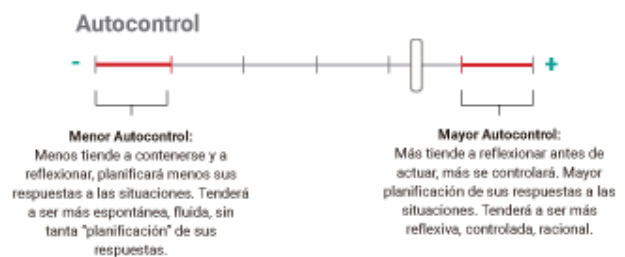 Autocontrol
- +
Menor Autocontrol:
Menos tiende a contenerse y a
reflexionar, planificará menos sus
respuestas a las situaciones. Tenderá
a ser más espontánea, fluida, sin
tanta "planificación" de sus
respuestas.
Mayor Autocontrol:
Más tiende a reflexionar antes de
actuar, más se controlará. Mayor
planificación de sus respuestas a las
situaciones. Tenderá a ser más
reflexiva, controlada, racional.